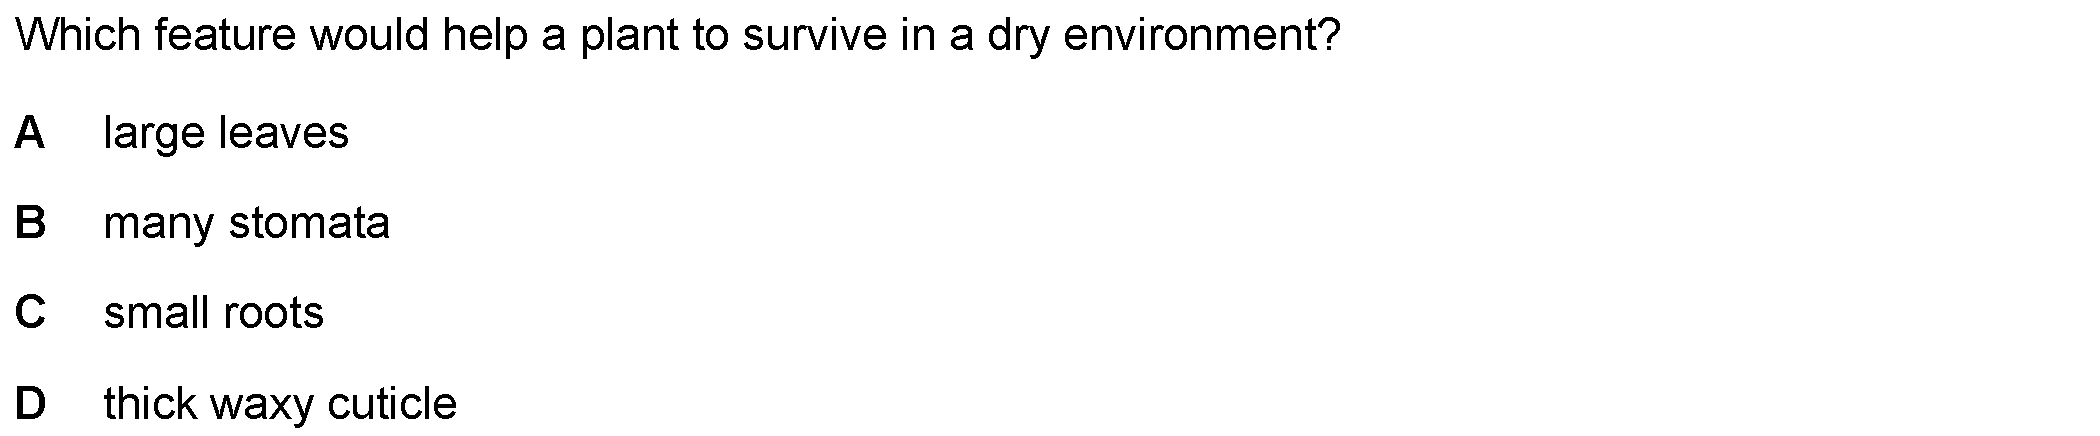 Which feature would help a plant to survive in a dry environment?
A large leaves
B many stomata
C small roots
D thick waxy cuticle